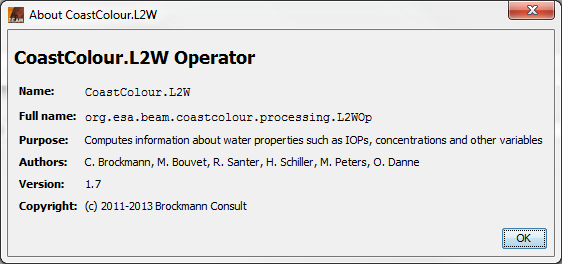 About CoastColour.L2W
CoastColour.L2W Operator
Name: CoastColour.L2W
Full name: org.esa.beam.coastcolour.processing.L2WOp
Purpose: Computes information about water properties such as IOPs, concentrations and other variables
Authors: C. Brockmann, M. Bouvet, R. Santer, H. Schiller, M. Peters, O. Danne
Version: 1.7
Copyright: (c) 2011-2013 Brockmann Consult
OK